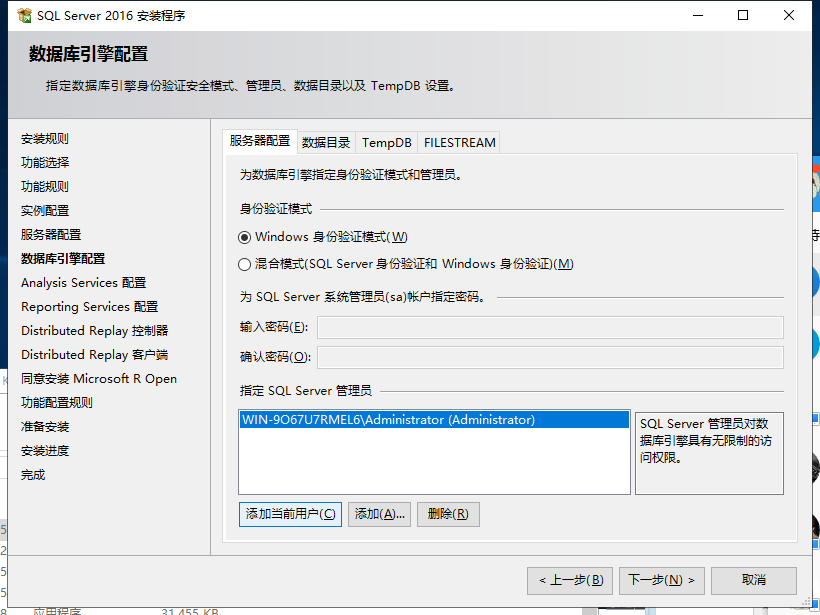 SQL Server 2016 安装程序
数据库引擎配置
指定数据库引擎身份验证安全模式、管理员、数据目录以及 TempDB 设置。
安装规则
功能选择
功能规则
实例配置
服务器配置
数据库引擎配置
Analysis Services 配置
Reporting Services 配置
Distributed Replay 控制器
Distributed Replay 客户端
同意安装 Microsoft R Open
功能配置规则
准备安装
安装进度
完成
服务器配置 数据目录 TempDB FILESTREAM
为数据库引擎指定身份验证模式和管理员。
身份验证模式
Windows 身份验证模式(W)
混合模式(SQL Server 身份验证和 Windows 身份验证)(M)
为 SQL Server 系统管理员(sa)帐户指定密码。
输入密码(E):
确认密码(O):
指定 SQL Server 管理员
WIN-9O67U7RMEL6\Administrator (Administrator)
SQL Server 管理员对数
据库引擎具有无限制的访
问权限。
添加当前用户(C) 添加(A)... 删除(R)
< 上一步(B) 下一步(N) > 取消
应用程序 31,455 KB